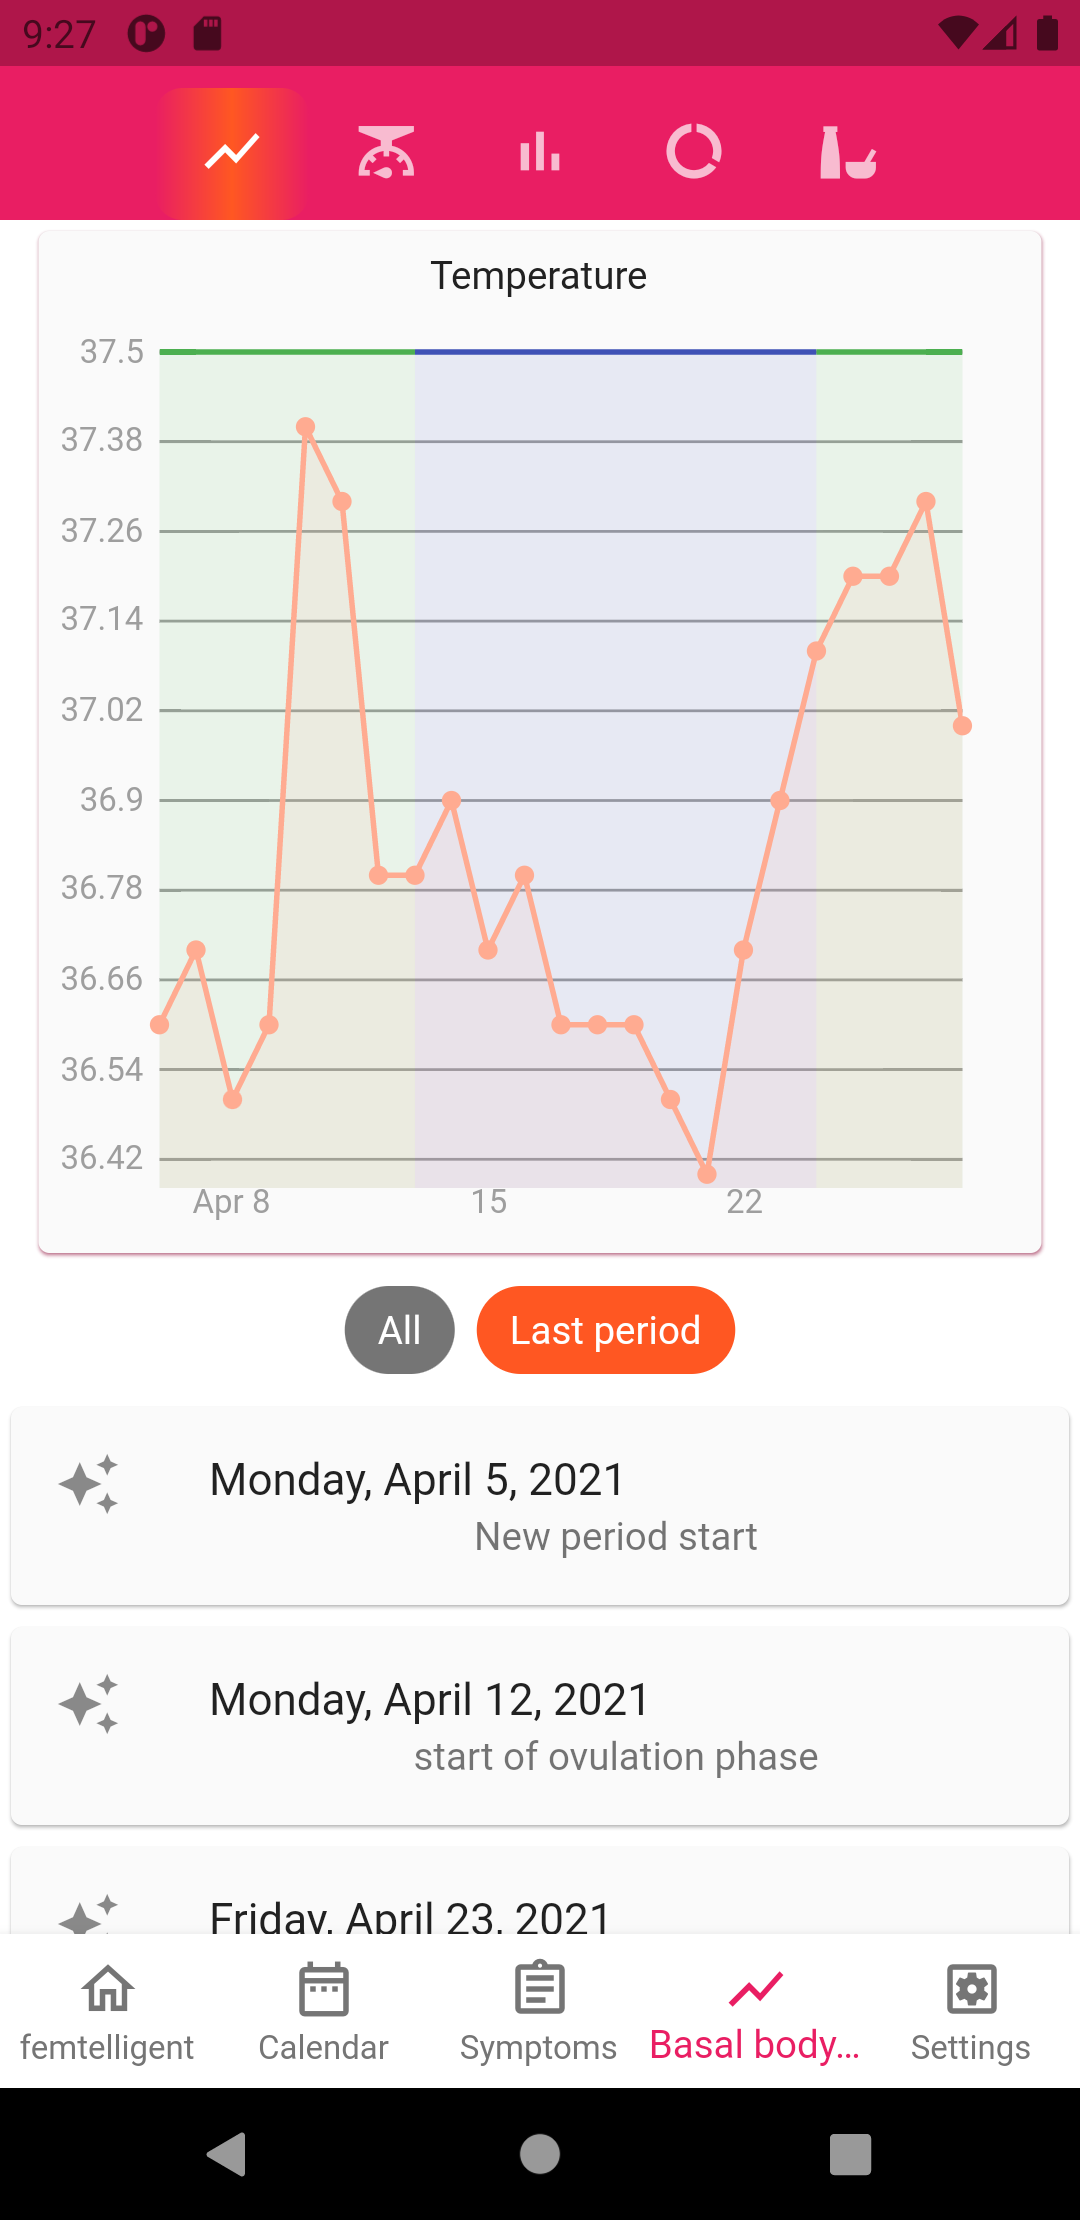 9:27
Temperature
37.5
37.38
37.26
37.14
37.02
36.9
36.78
36.66
36.54
36.42
Apr 8 15 22
All Last period
Monday, April 5, 2021
New period start
Monday, April 12, 2021
start of ovulation phase
Friday, April 23, 2021
femtelligent Calendar Symptoms Basal body... Settings